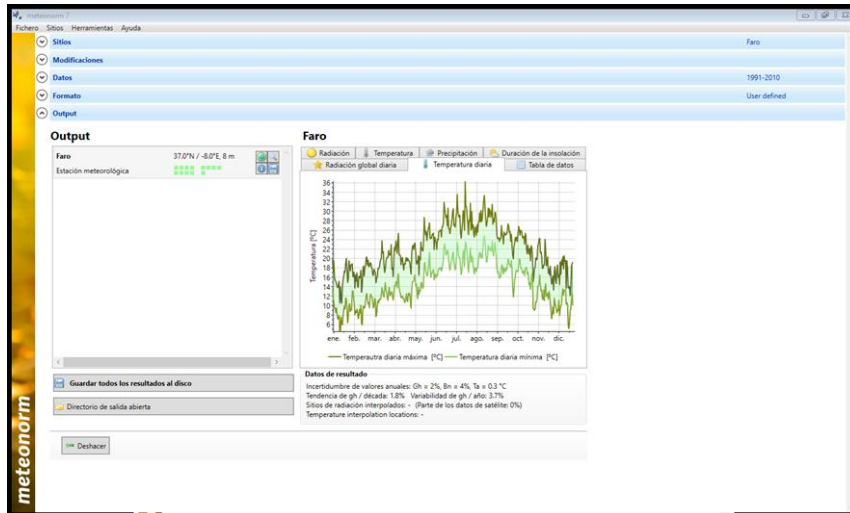 meteonorm 7
Fichero Sitios Herramientas Ayuda
Sitios Faro
Modificaciones
Datos 1991-2010
Formato User defined
Output
Output
Faro 37.0°N / -8.0°E, 8 m
Estación meteorológica
Guardar todos los resultados al disco
Directorio de salida abierta
Deshacer
meteonorm
Faro
Radiación Temperatura Precipitación Duración de la insolación
Radiación global diaria Temperatura diaria Tabla de datos
Temperatura [°C]
36
34
32
30
28
26
24
22
20
18
16
14
12
10
8
6
ene. feb. mar. abr. may. jun. jul. ago. sep. oct. nov. dic.
Temperautra diaria máxima [°C] Temperatura diaria mínima [°C]
Datos de resultado
Incertidumbre de valores anuales: Gh = 2%, Bn = 4%, Ta = 0.3 °C
Tendencia de gh / década: 1.8% Variabilidad de gh / año: 3.7%
Sitios de radiación interpolados: - (Parte de los datos de satélite: 0%)
Temperature interpolation locations: -